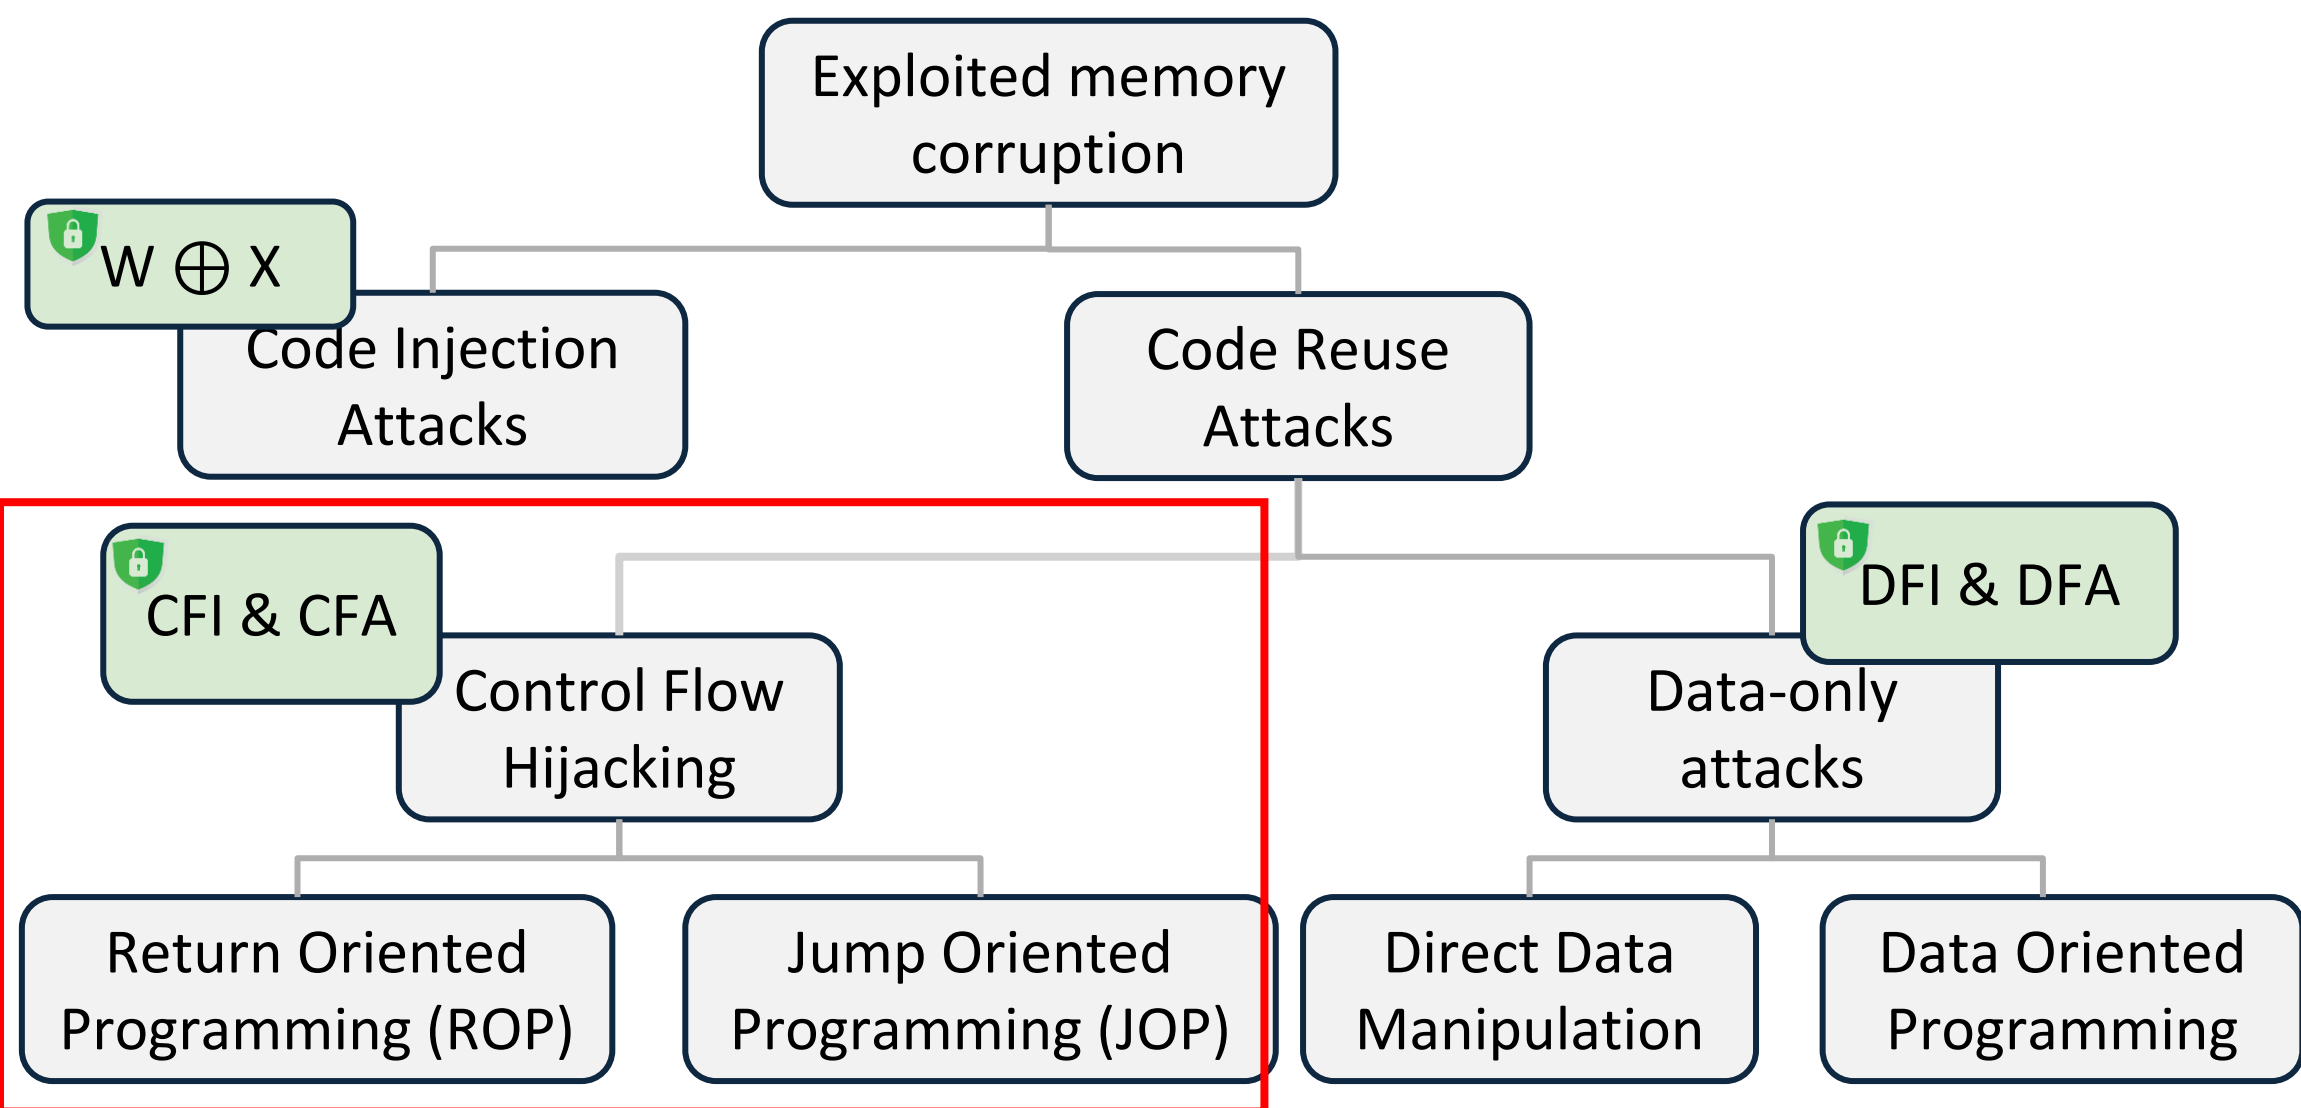 Exploited memory
corruption
W ⊕ X
Code Injection
Attacks
Code Reuse
Attacks
CFI & CFA
DFI & DFA
Control Flow
Hijacking
Data-only
attacks
Return Oriented
Programming (ROP)
Jump Oriented
Programming (JOP)
Direct Data
Manipulation
Data Oriented
Programming